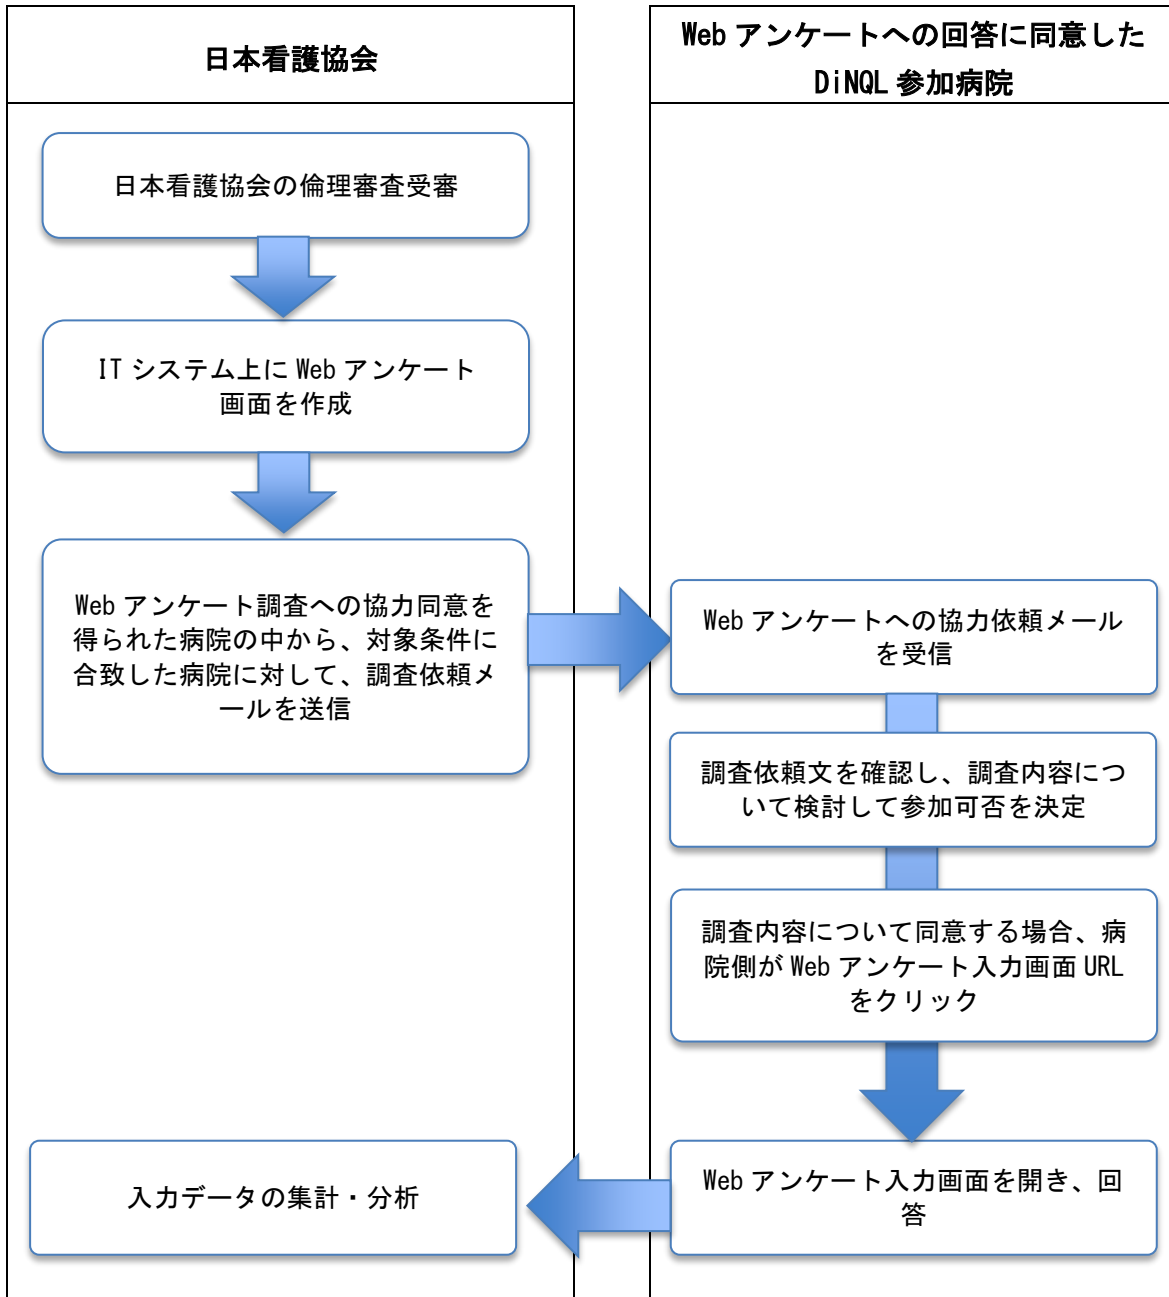 日本看護協会
Web アンケートへの回答に同意した
DiNQL 参加病院
日本看護協会の倫理審査受審
IT システム上に Web アンケート
画面を作成
Web アンケート調査への協力同意を
得られた病院の中から、対象条件に
合致した病院に対して、調査依頼メ
ールを送信
Web アンケートへの協力依頼メール
を受信
調査依頼文を確認し、調査内容につ
いて検討して参加可否を決定
調査内容について同意する場合、病
院側が Web アンケート入力画面 URL
をクリック
Web アンケート入力画面を開き、回
答
入力データの集計・分析